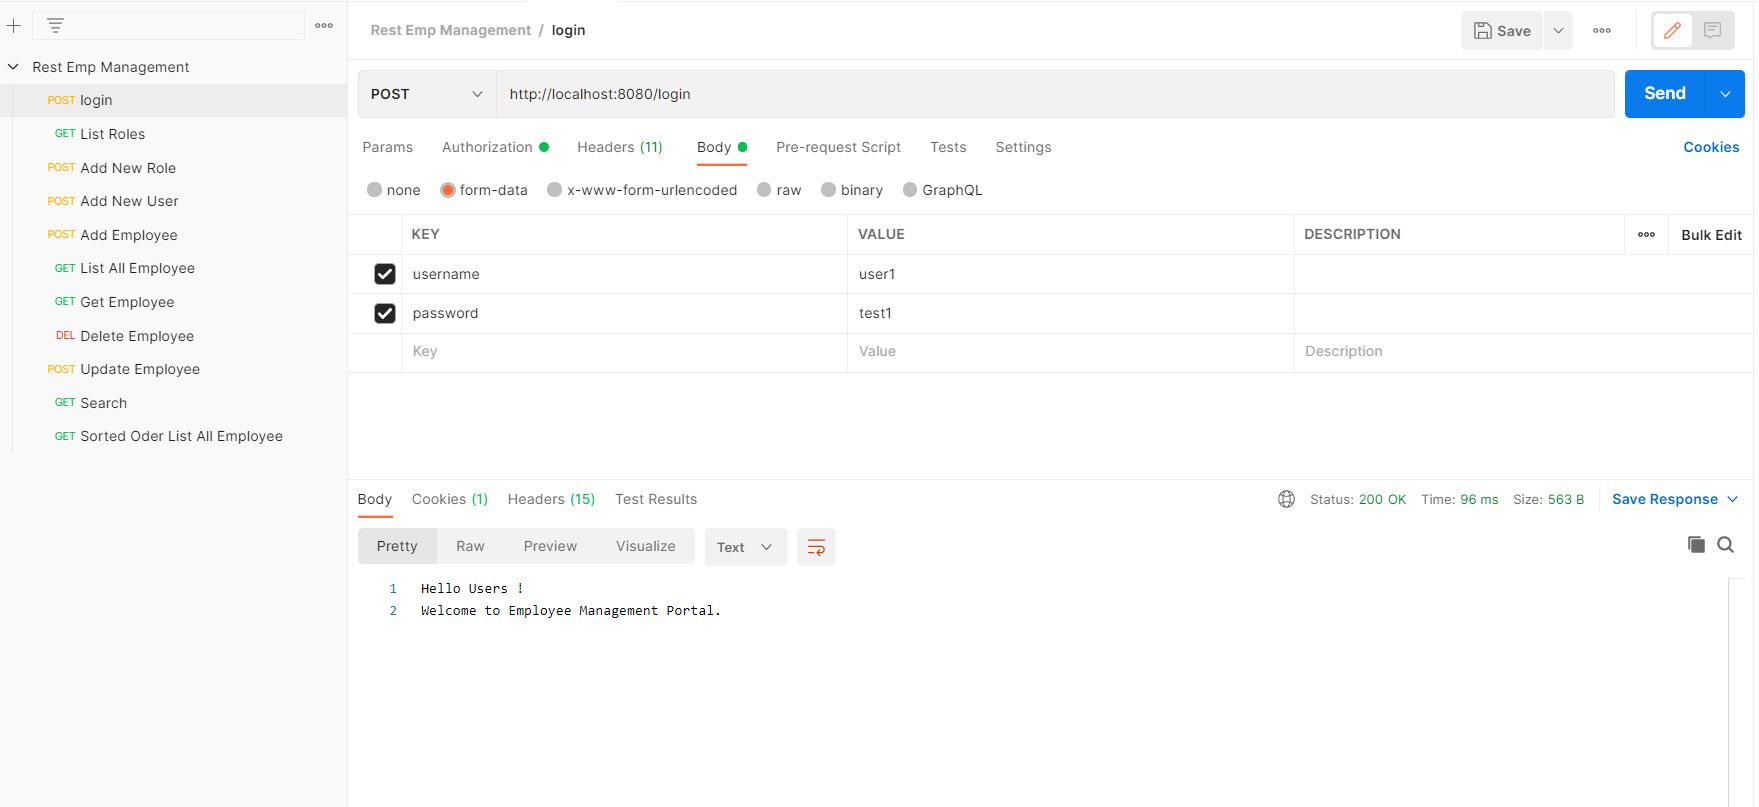 Rest Emp Management / login
Save
Rest Emp Management
POST login
GET List Roles
POST Add New Role
POST Add New User
POST Add Employee
GET List All Employee
GET Get Employee
DEL Delete Employee
POST Update Employee
GET Search
GET Sorted Oder List All Employee
POST http://localhost:8080/login Send
Params Authorization Headers (11) Body Pre-request Script Tests Settings Cookies
none form-data x-www-form-urlencoded raw binary GraphQL
KEY VALUE DESCRIPTION Bulk Edit
username user1
password test1
Key Value Description
Body Cookies (1) Headers (15) Test Results Status: 200 OK Time: 96 ms Size: 563 B Save Response
Pretty Raw Preview Visualize Text
1 Hello Users !
2 Welcome to Employee Management Portal.